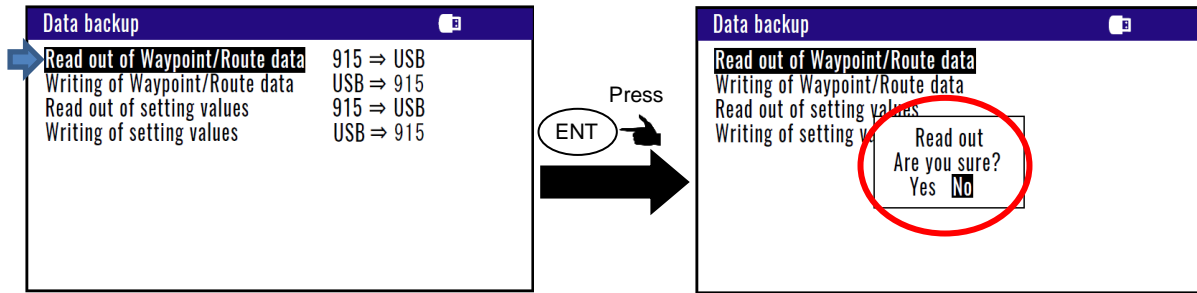 Data backup
Read out of Waypoint/Route data 915 ⇒ USB
Writing of Waypoint/Route data USB ⇒ 915
Read out of setting values 915 ⇒ USB
Writing of setting values USB ⇒ 915
Press
ENT
Data backup
Read out of Waypoint/Route data
Writing of Waypoint/Route data
Read out of setting values
Writing of setting v
Read out
Are you sure?
Yes No